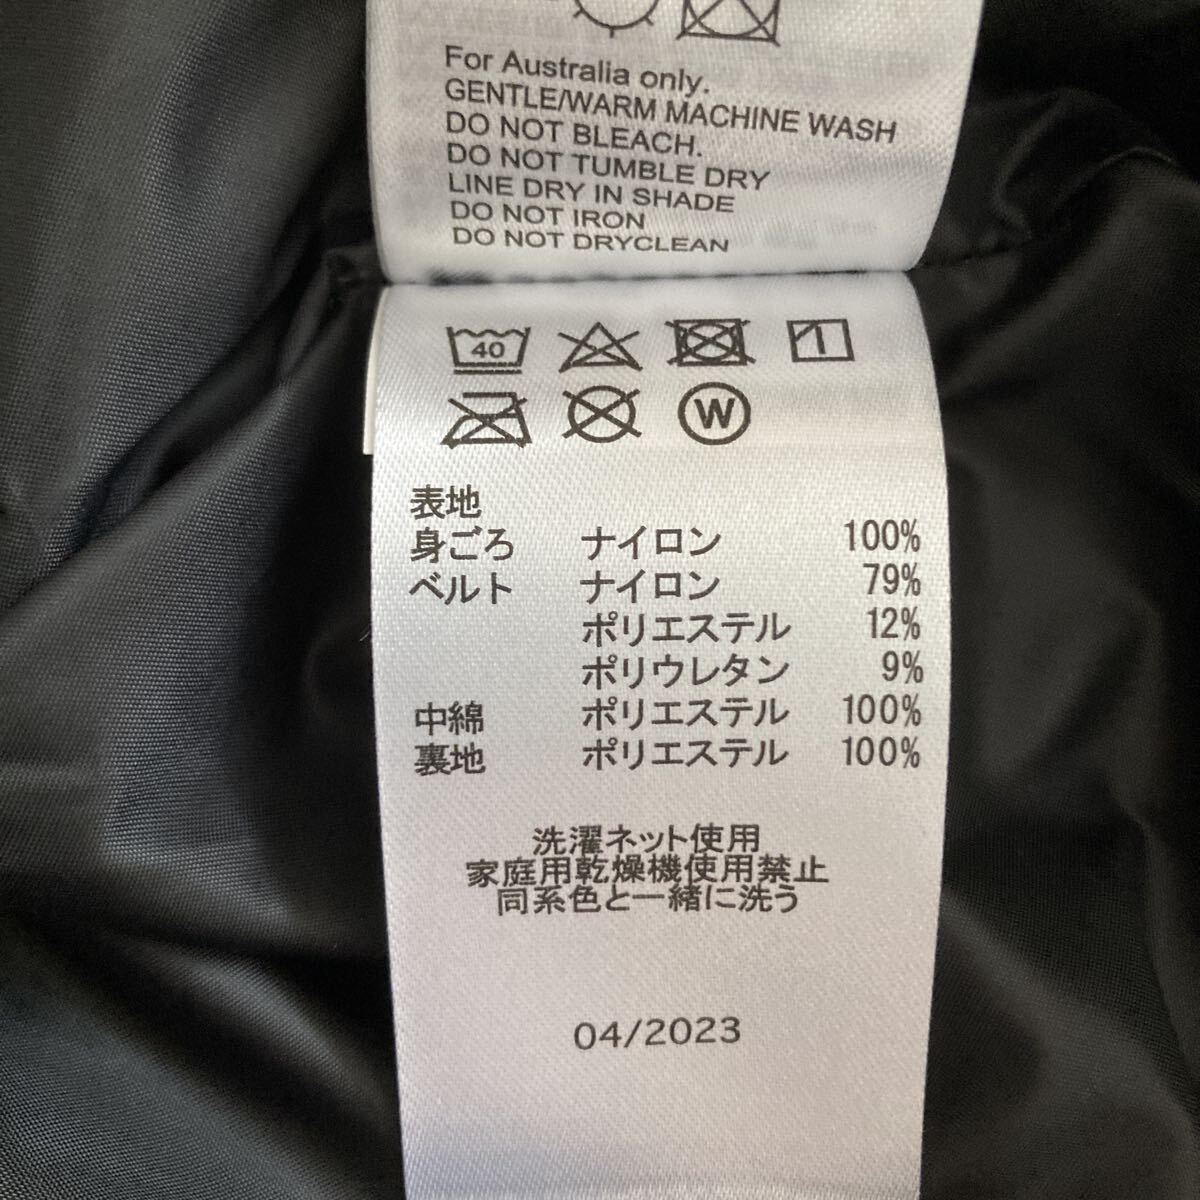 For Australia only.
GENTLE/WARM MACHINE WASH
DO NOT BLEACH.
DO NOT TUMBLE DRY
LINE DRY IN SHADE
DO NOT IRON
DO NOT DRYCLEAN
40
W
表地
身ごろ ナイロン 100%
ベルト ナイロン 79%
ポリエステル 12%
ポリウレタン 9%
中綿 ポリエステル 100%
裏地 ポリエステル 100%
洗濯ネット使用
家庭用乾燥機使用禁止
同系色と一緒に洗う
04/2023